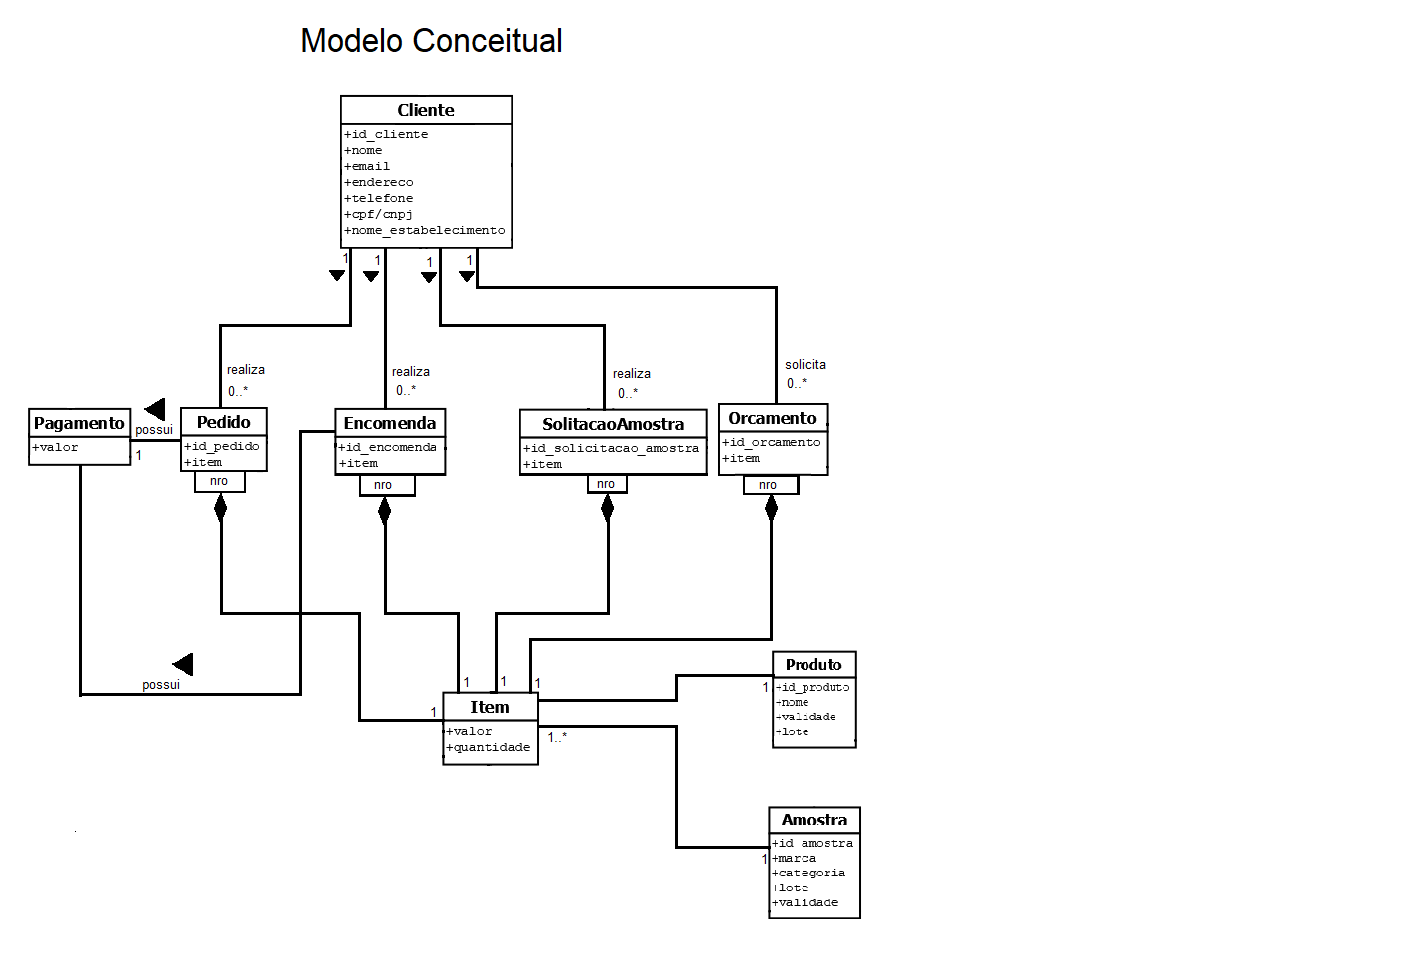 Modelo Conceitual
Cliente
+id_cliente
+nome
+email
+endereco
+telefone
+cpf/cnpj
+nome_estabelecimento
1
1
1
1
realiza
0..*
realiza
0..*
realiza
0..*
solicita
0..*
Pagamento
+valor
possui
1
Pedido
+id_pedido
+item
nro
Encomenda
+id_encomenda
+item
nro
SolitacaoAmostra
+id_solicitacao_amostra
+item
nro
Orcamento
+id_orcamento
+item
nro
possui
1
1
1
1
Item
+valor
+quantidade
1..*
1
Produto
+id_produto
+nome
+validade
+lote
1
Amostra
+id_amostra
+marca
+categoria
+lote
+validade